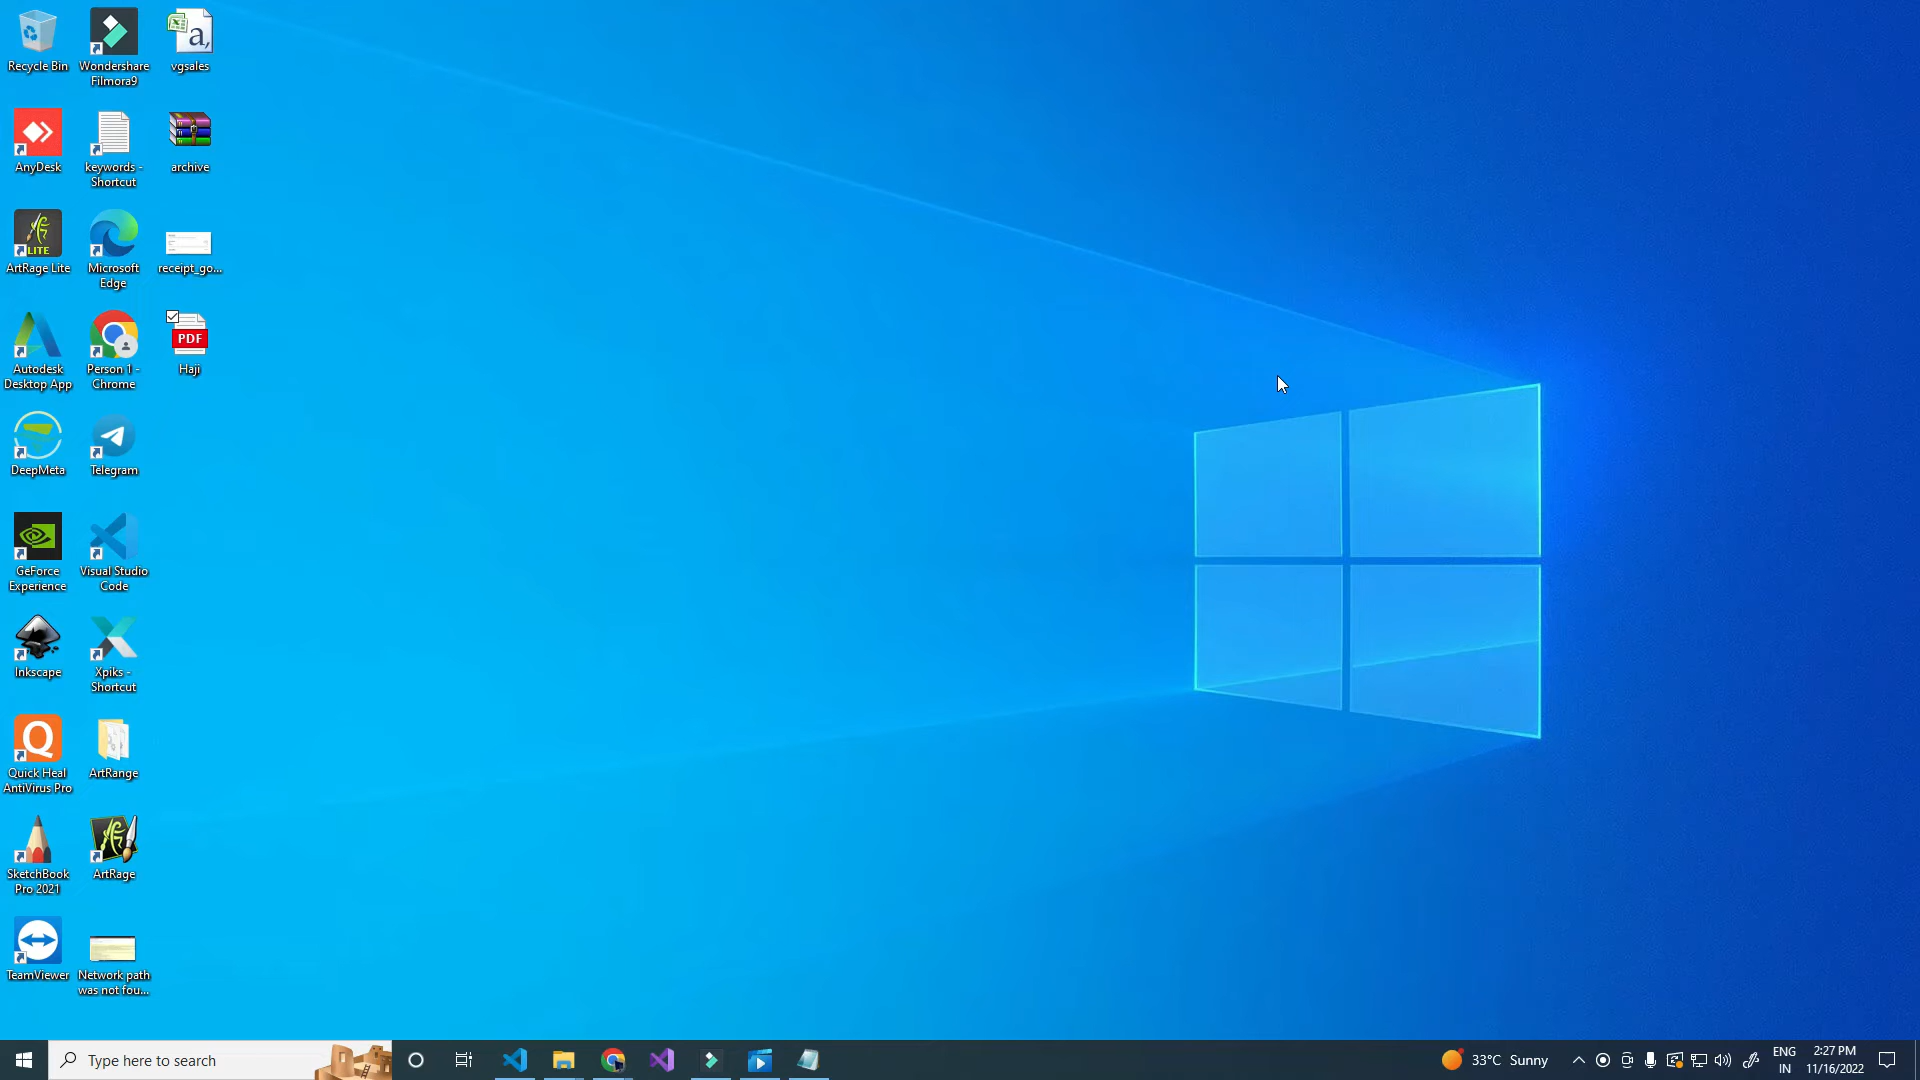 Recycle Bin
Wondershare
Filmora9
a,
vgsales
AnyDesk
keywords -
Shortcut
archive
LITE
ArtRage Lite
Microsoft
Edge
receipt_go...
Autodesk
Desktop App
Person 1 -
Chrome
PDF
Haji
DeepMeta
Telegram
GeForce
Experience
Visual Studio
Code
Inkscape
Xpiks -
Shortcut
Quick Heal
AntiVirus Pro
ArtRange
SketchBook
Pro 2021
ArtRage
TeamViewer
Network path
was not fou...
Type here to search
33°C Sunny
ENG
IN
2:27 PM
11/16/2022